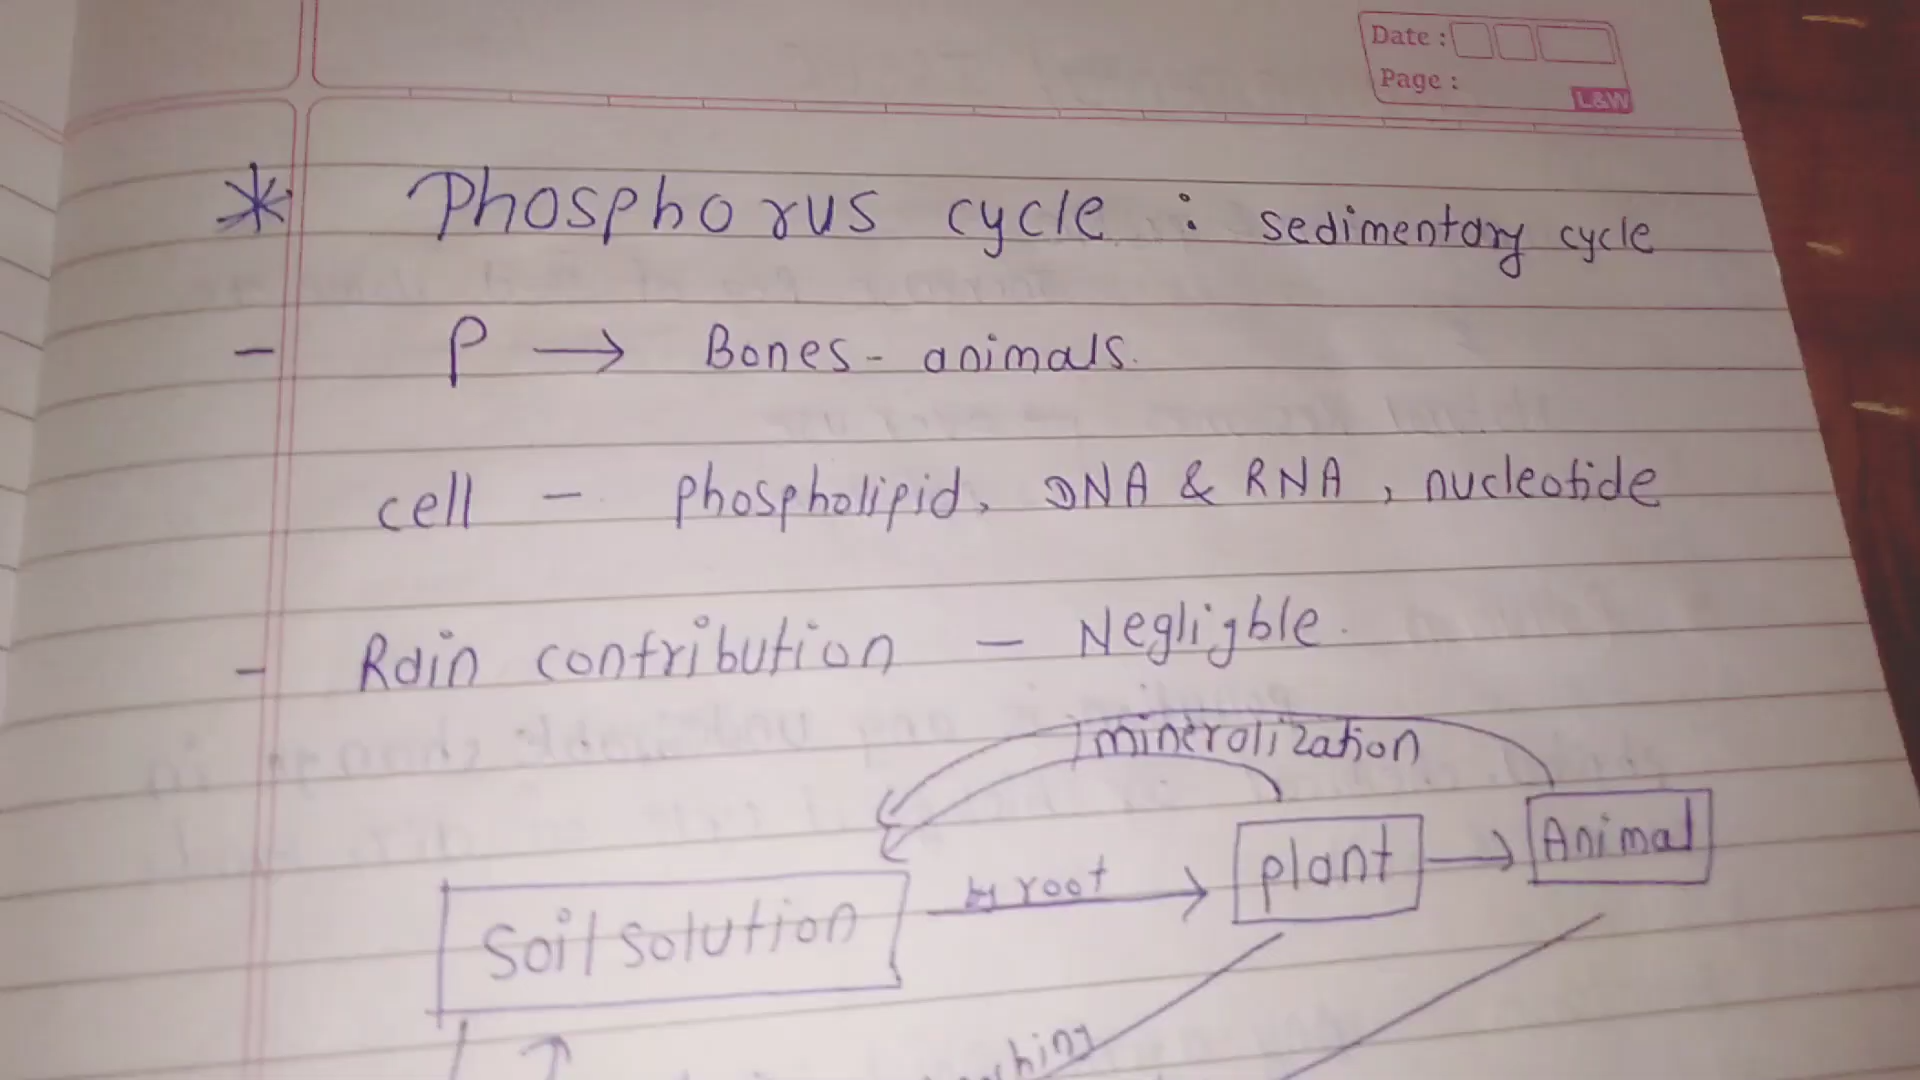 Date :
Page :
L&W
* Phosphorus cycle : sedimentary cycle
- P → Bones - animals.
cell - phospholipid, DNA & RNA, nucleotide
- Rain contribution - Negligble.
mineralization
by root
plant → Animal
Soil solution